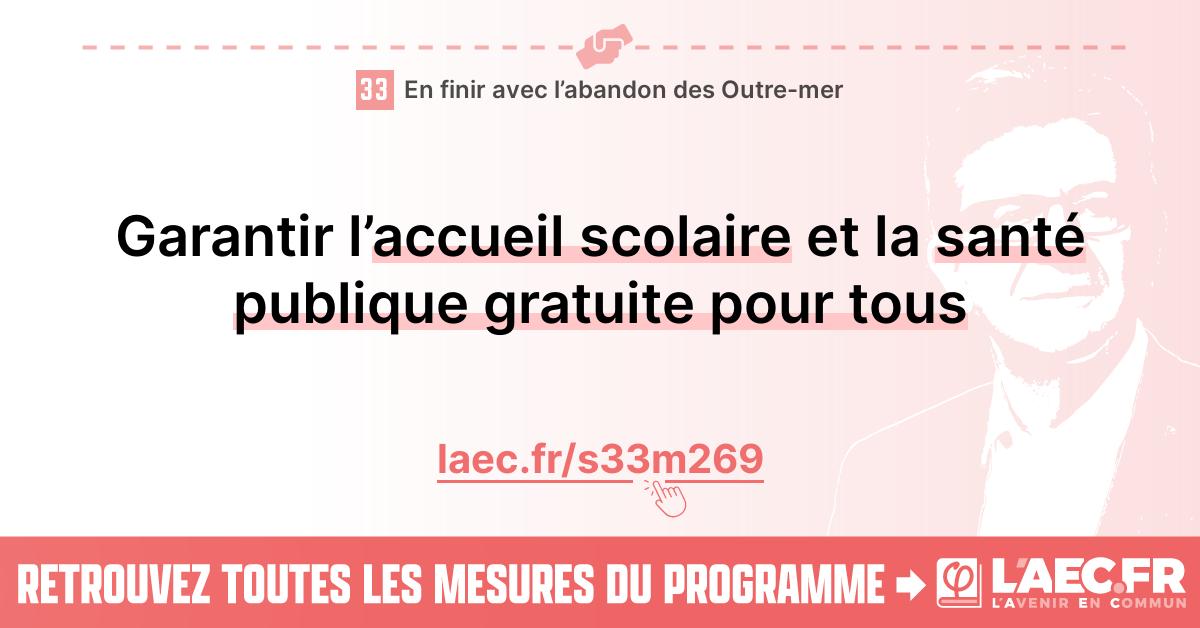 33 En finir avec l’abandon des Outre-mer
Garantir l’accueil scolaire et la santé
publique gratuite pour tous
laec.fr/s33m269
RETROUVEZ TOUTES LES MESURES DU PROGRAMME
φ L'AEC.FR
L'AVENIR EN COMMUN